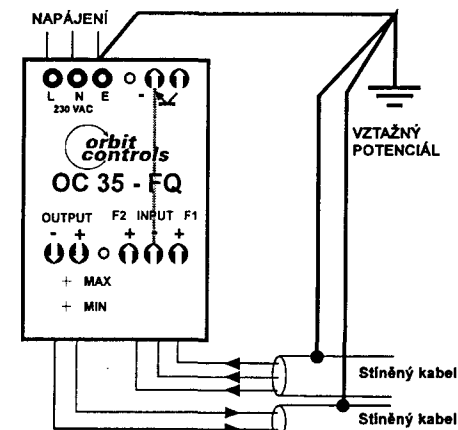 NAPÁJENÍ
L N E
-
230 VAC
orbit
controls
OC 35 - FQ
OUTPUT F2 INPUT F1
- + + - +
+ MAX
+ MIN
VZTAŽNÝ
POTENCIÁL
Stíněný kabel
Stíněný kabel